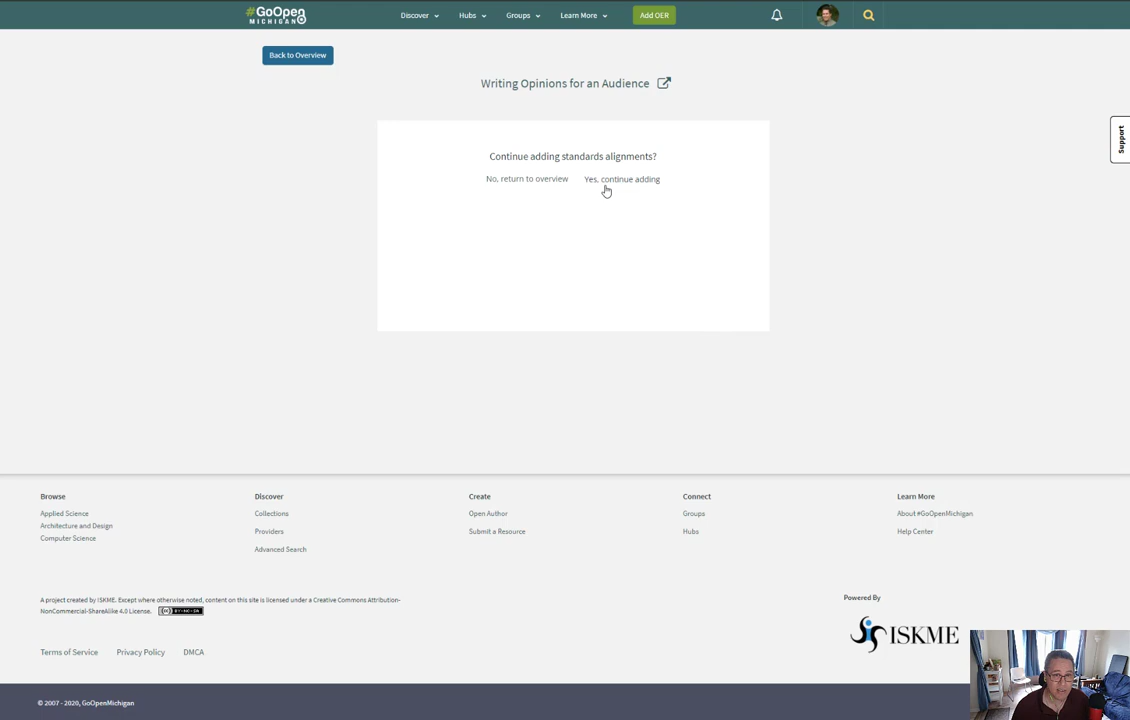 #GoOpen
MICHIGAN
Discover
Hubs
Groups
Learn More
Add OER
Back to Overview
Writing Opinions for an Audience
Support
Continue adding standards alignments?
No, return to overview
Yes, continue adding
Browse
Applied Science
Architecture and Design
Computer Science
Discover
Collections
Providers
Advanced Search
Create
Open Author
Submit a Resource
Connect
Groups
Hubs
Learn More
About #GoOpenMichigan
Help Center
A project created by ISKME. Except where otherwise noted, content on this site is licensed under a Creative Commons Attribution-
NonCommercial-ShareAlike 4.0 License.
cc BY-NC-SA
Powered By
ISKME
Terms of Service
Privacy Policy
DMCA
© 2007 - 2020, GoOpenMichigan